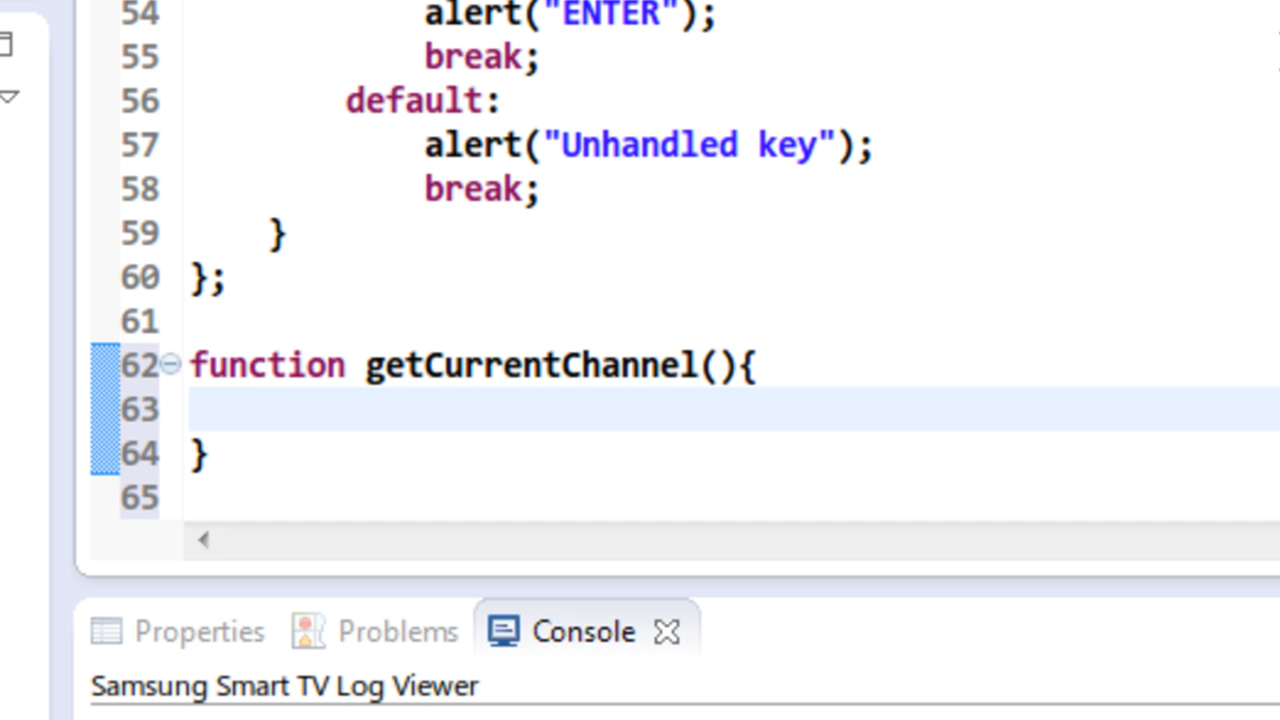 54 alert("ENTER");
55 break;
56 default:
57 alert("Unhandled key");
58 break;
59 }
60 };
61
62 function getCurrentChannel(){
63
64 }
65
Properties Problems Console
Samsung Smart TV Log Viewer